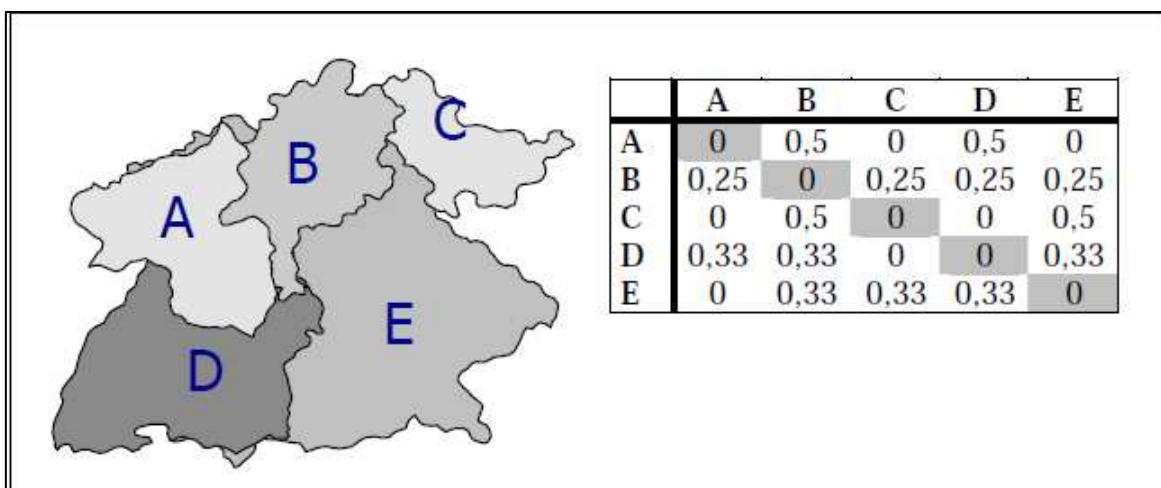 A
B
C
D
E
A B C D E
A 0 0,5 0 0,5 0
B 0,25 0 0,25 0,25 0,25
C 0 0,5 0 0 0,5
D 0,33 0,33 0 0 0,33
E 0 0,33 0,33 0,33 0